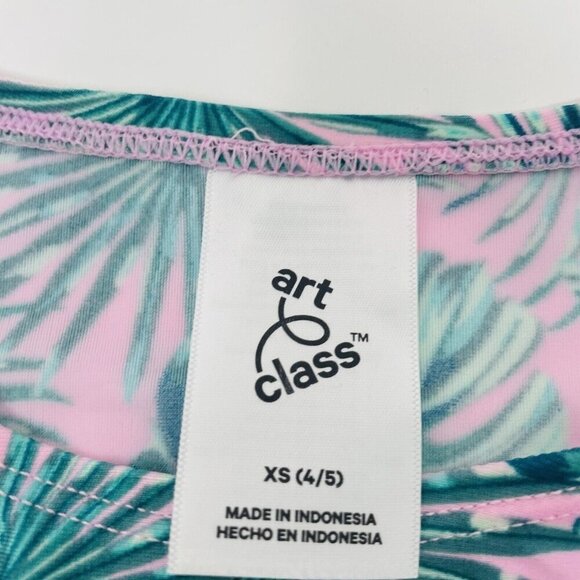 art
class™
XS (4/5)
MADE IN INDONESIA
HECHO EN INDONESIA